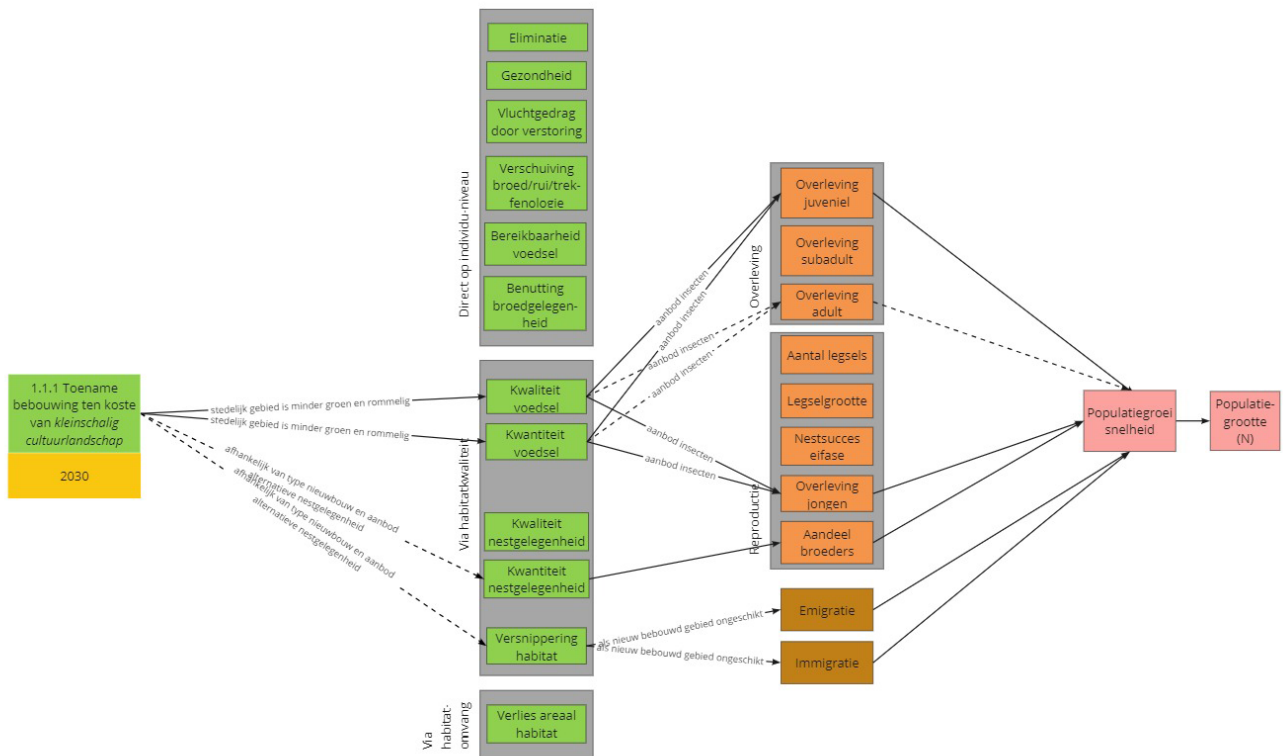 1.1.1 Toename
bebouwing ten koste
van kleinschalig
cultuurlandschap
2030
stedelijk gebied is minder groen en rommelig
stedelijk gebied is minder groen en rommelig
afhankelijk van type nieuwbouw en aanbod
alternatieve nestgelegenheid
afhankelijk van type nieuwbouw en aanbod
alternatieve nestgelegenheid
Direct op individu-niveau
Eliminatie
Gezondheid
Vluchtgedrag
door verstoring
Verschuiving
broed/rui/trek-
fenologie
Bereikbaarheid
voedsel
Benutting
broedgelegen-
heid
Via habitatkwaliteit
Kwaliteit
voedsel
Kwantiteit
voedsel
Kwaliteit
nestgelegenheid
Kwantiteit
nestgelegenheid
Versnippering
habitat
Via
habitat-
omvang
Verlies areaal
habitat
aanbod insecten
aanbod insecten
aanbod insecten
aanbod insecten
aanbod insecten
aanbod insecten
als nieuw bebouwd gebied ongeschikt
als nieuw bebouwd gebied ongeschikt
Overleving
Overleving
juveniel
Overleving
subadult
Overleving
adult
Reproductie
Aantal legsels
Legselgrootte
Nestsucces
eifase
Overleving
jongen
Aandeel
broeders
Emigratie
Immigratie
Populatiegroei
snelheid
Populatie-
grootte
(N)